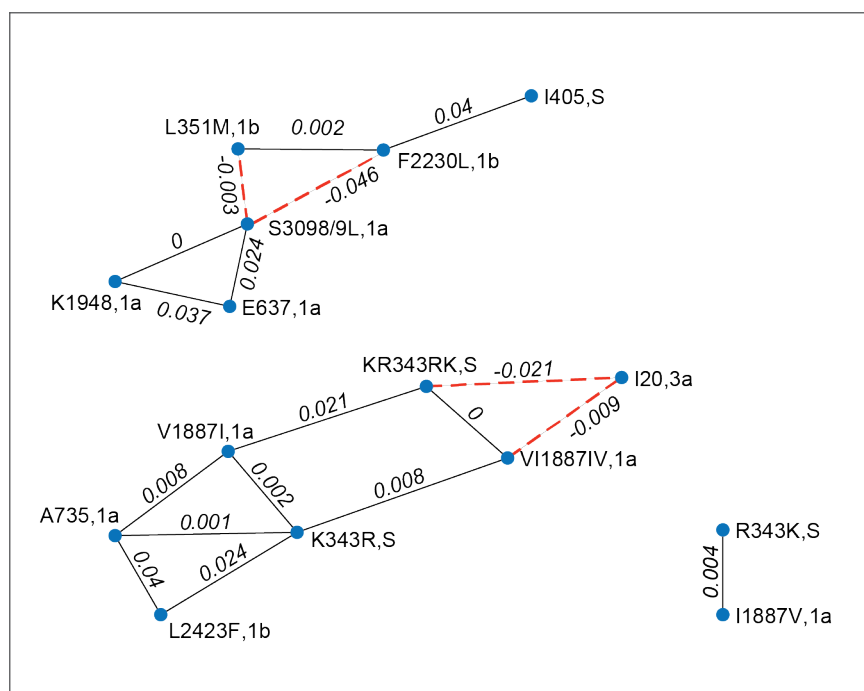 I405,S
0.04
L351M,1b
0.002
F2230L,1b
-0.003
-0.046
S3098/9L,1a
0
0.024
K1948,1a
0.037
E637,1a
KR343RK,S
-0.021
I20,3a
0.021
0
-0.009
V1887I,1a
VI1887IV,1a
0.008
0.002
0.008
A735,1a
0.001
K343R,S
R343K,S
0.04
0.024
0.004
L2423F,1b
I1887V,1a